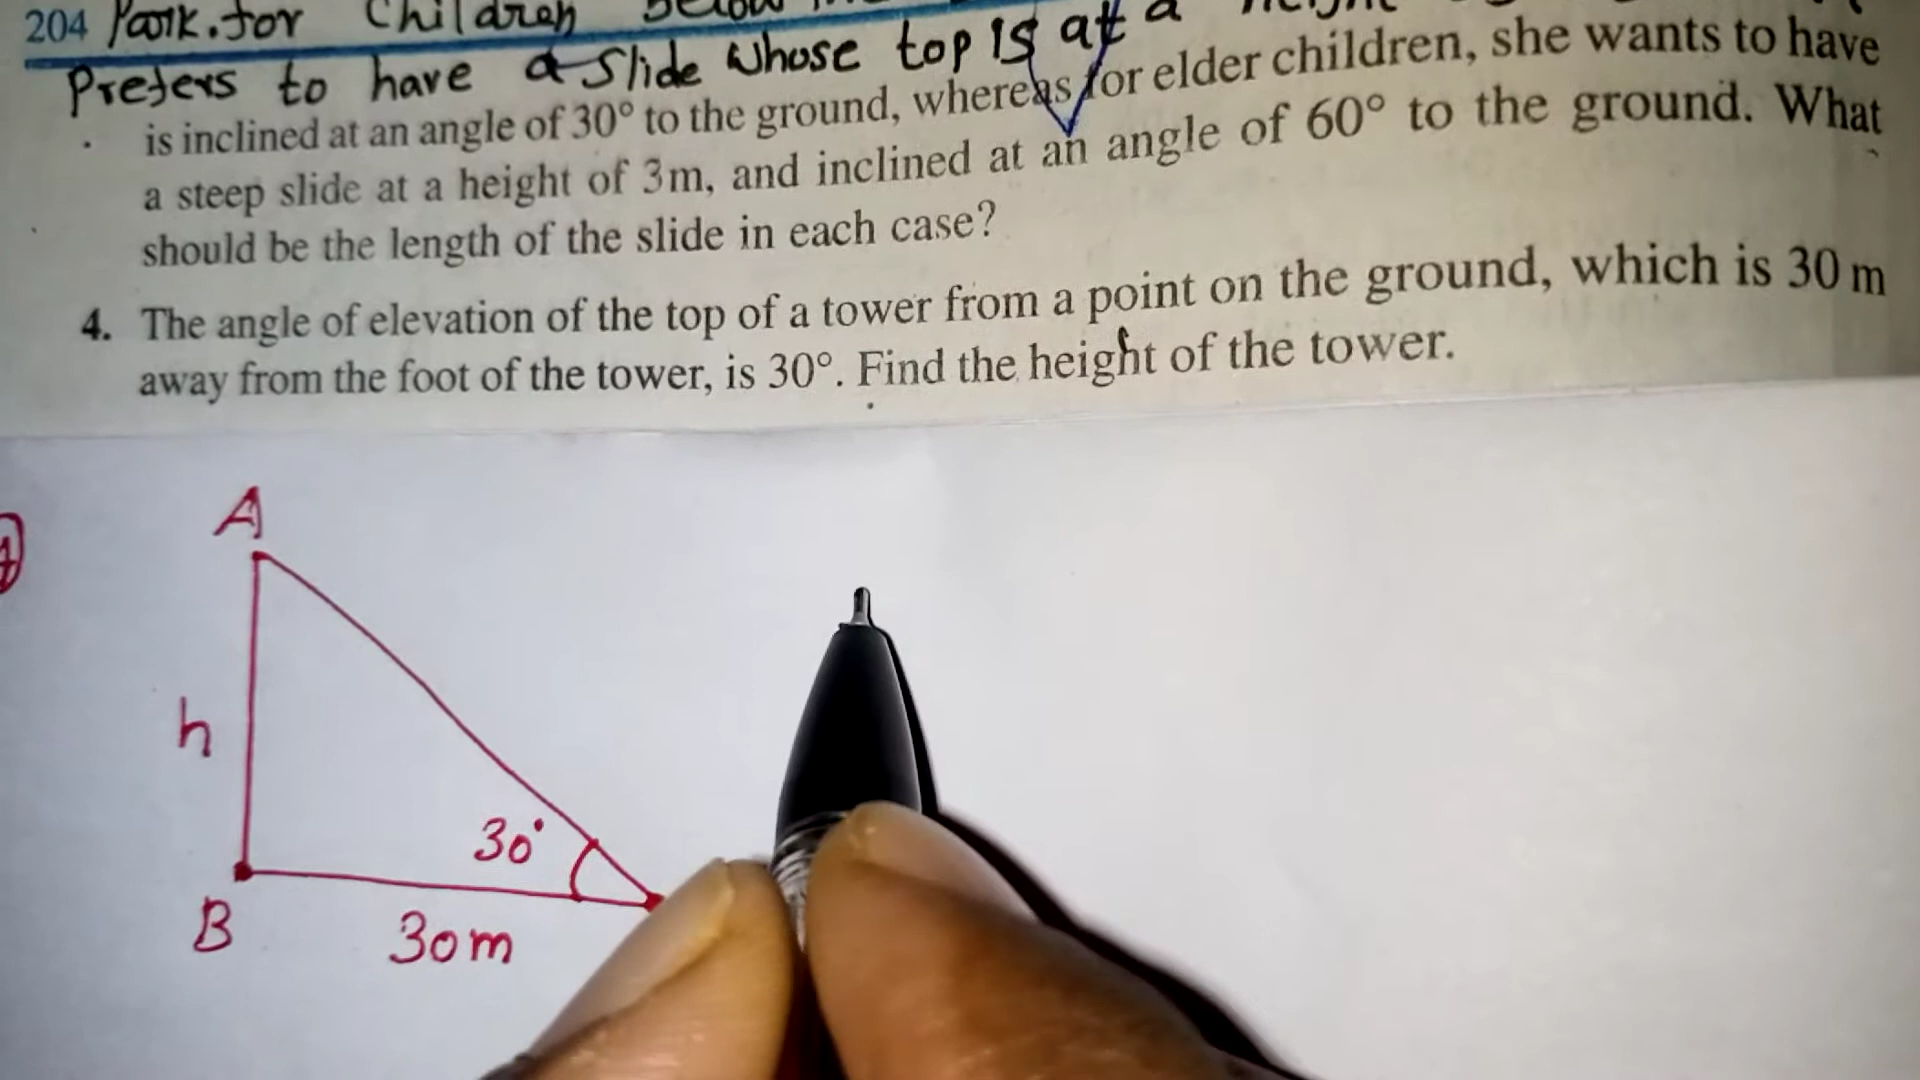 204 Park. for Children below
Prefers to have a slide whose top is at a height
is inclined at an angle of 30° to the ground, whereas for elder children, she wants to have
a steep slide at a height of 3m, and inclined at an angle of 60° to the ground. What
should be the length of the slide in each case?
4. The angle of elevation of the top of a tower from a point on the ground, which is 30 m
away from the foot of the tower, is 30°. Find the height of the tower.
A
h
30°
B
30m